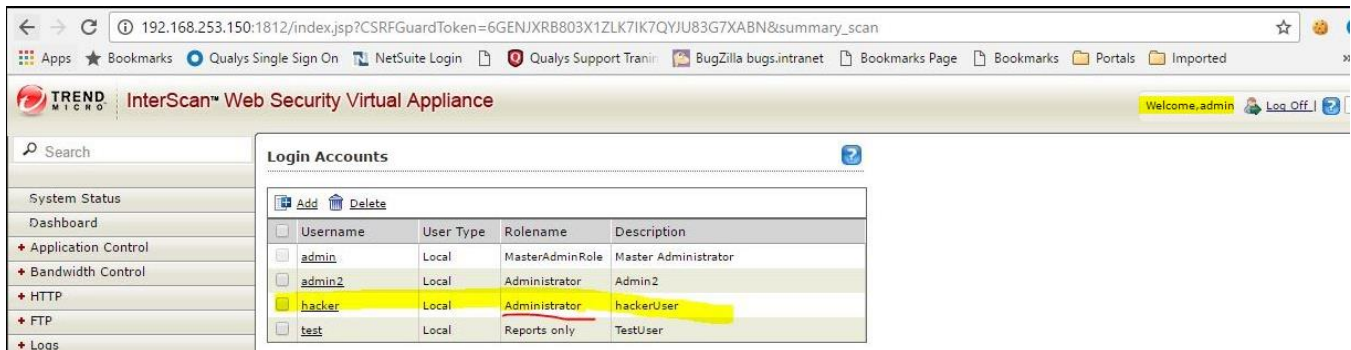 192.168.253.150:1812/index.jsp?CSRFGuardToken=6GENJXRB803X1ZLK7IK7QYJU83G7XABN&summary_scan
Apps Bookmarks Qualys Single Sign On NetSuite Login Qualys Support Tranin BugZilla bugs.intranet Bookmarks Page Bookmarks Portals Imported »
TREND MICRO InterScan™ Web Security Virtual Appliance Welcome,admin Log Off |
Search
Login Accounts
System Status
Add Delete
Dashboard
Username User Type Rolename Description
+ Application Control
admin Local MasterAdminRole Master Administrator
+ Bandwidth Control
admin2 Local Administrator Admin2
+ HTTP
hacker Local Administrator hackerUser
+ FTP
test Local Reports only TestUser
+ Logs